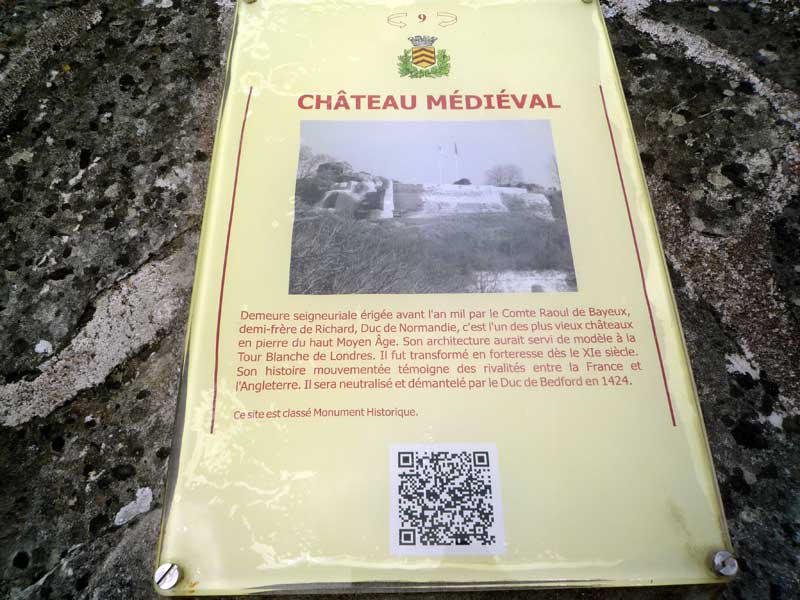 9
CHÂTEAU MÉDIÉVAL
Demeure seigneuriale érigée avant l'an mil par le Comte Raoul de Bayeux,
demi-frère de Richard, Duc de Normandie, c'est l'un des plus vieux châteaux
en pierre du haut Moyen Âge. Son architecture aurait servi de modèle à la
Tour Blanche de Londres. Il fut transformé en forteresse dès le XIe siècle.
Son histoire mouvementée témoigne des rivalités entre la France et
l'Angleterre. Il sera neutralisé et démantelé par le Duc de Bedford en 1424.
Ce site est classé Monument Historique.